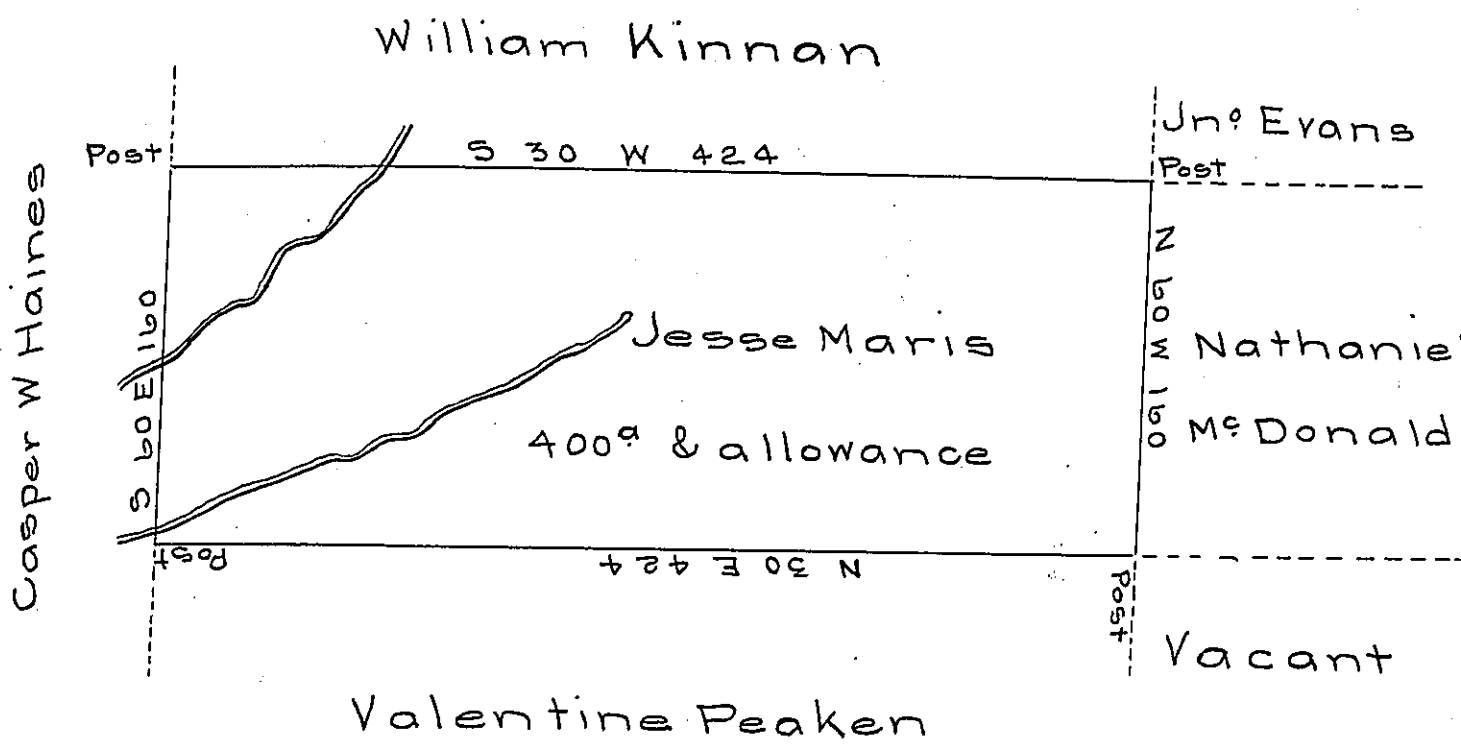 William Kinnan
Jnº Evans
Post
S 30 W 424
Post
Casper W Haines
S 60 E 160
N 60 W 160
Jesse Maris
400ª & allowance
Nathaniel
Mc Donald
Post
N 30 E 424
Post
Vacant
Valentine Peaken